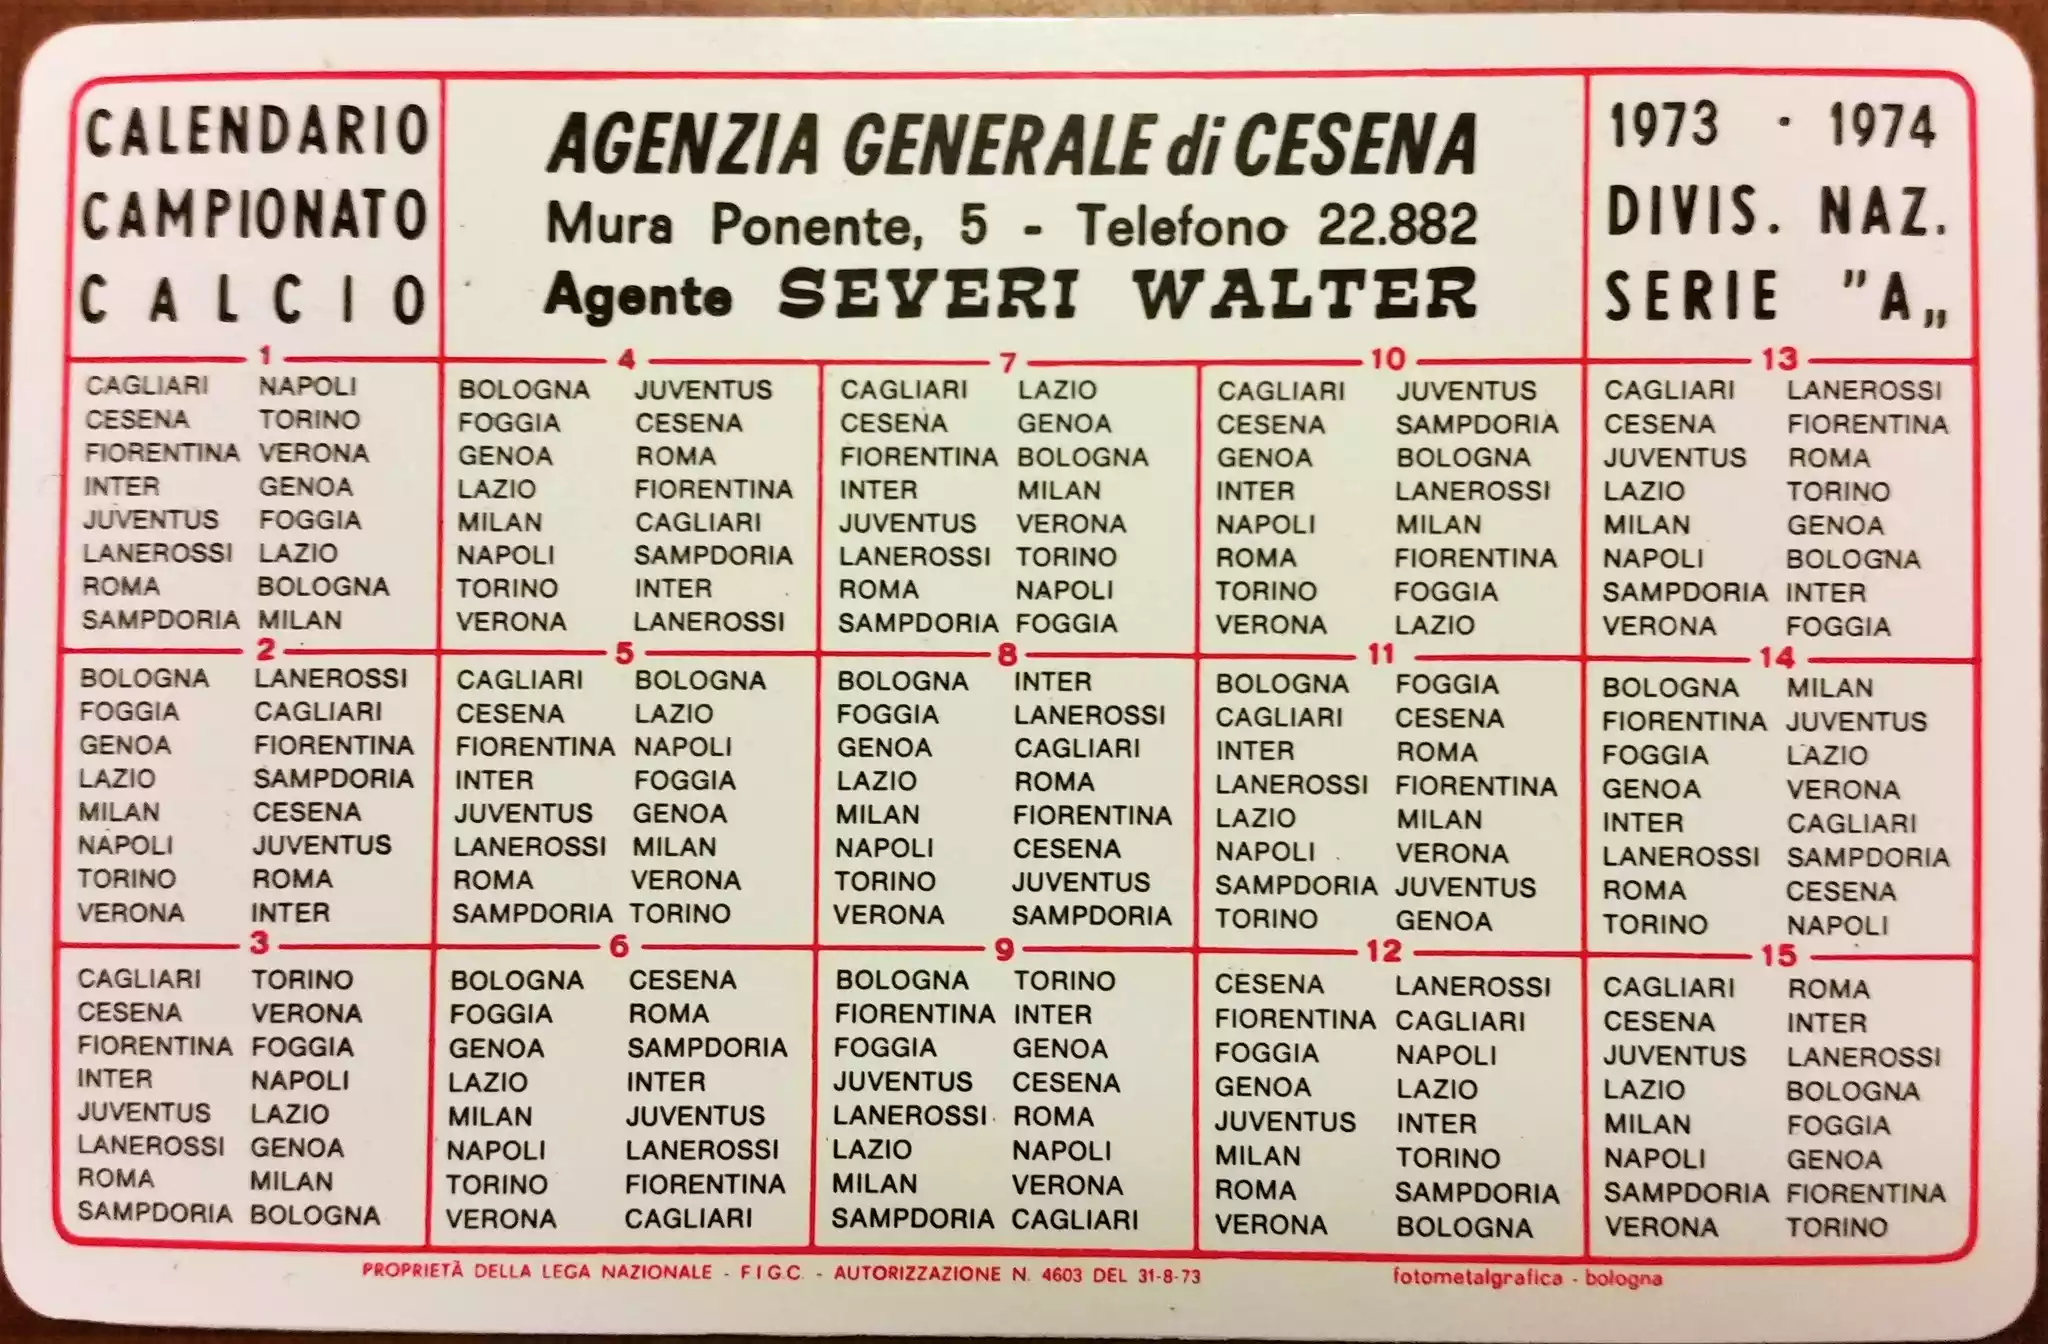 CALENDARIO
CAMPIONATO
CALCIO
AGENZIA GENERALE di CESENA
Mura Ponente, 5 - Telefono 22.882
Agente SEVERI WALTER
1973 - 1974
DIVIS. NAZ.
SERIE "A„
1
CAGLIARI NAPOLI
CESENA TORINO
FIORENTINA VERONA
INTER GENOA
JUVENTUS FOGGIA
LANEROSSI LAZIO
ROMA BOLOGNA
SAMPDORIA MILAN
2
BOLOGNA LANEROSSI
FOGGIA CAGLIARI
GENOA FIORENTINA
LAZIO SAMPDORIA
MILAN CESENA
NAPOLI JUVENTUS
TORINO ROMA
VERONA INTER
3
CAGLIARI TORINO
CESENA VERONA
FIORENTINA FOGGIA
INTER NAPOLI
JUVENTUS LAZIO
LANEROSSI GENOA
ROMA MILAN
SAMPDORIA BOLOGNA
4
BOLOGNA JUVENTUS
FOGGIA CESENA
GENOA ROMA
LAZIO FIORENTINA
MILAN CAGLIARI
NAPOLI SAMPDORIA
TORINO INTER
VERONA LANEROSSI
5
CAGLIARI BOLOGNA
CESENA LAZIO
FIORENTINA NAPOLI
INTER FOGGIA
JUVENTUS GENOA
LANEROSSI MILAN
ROMA VERONA
SAMPDORIA TORINO
6
BOLOGNA CESENA
FOGGIA ROMA
GENOA SAMPDORIA
LAZIO INTER
MILAN JUVENTUS
NAPOLI LANEROSSI
TORINO FIORENTINA
VERONA CAGLIARI
7
CAGLIARI LAZIO
CESENA GENOA
FIORENTINA BOLOGNA
INTER MILAN
JUVENTUS VERONA
LANEROSSI TORINO
ROMA NAPOLI
SAMPDORIA FOGGIA
8
BOLOGNA INTER
FOGGIA LANEROSSI
GENOA CAGLIARI
LAZIO ROMA
MILAN FIORENTINA
NAPOLI CESENA
TORINO JUVENTUS
VERONA SAMPDORIA
9
BOLOGNA TORINO
FIORENTINA INTER
FOGGIA GENOA
JUVENTUS CESENA
LANEROSSI ROMA
LAZIO NAPOLI
MILAN VERONA
SAMPDORIA CAGLIARI
10
CAGLIARI JUVENTUS
CESENA SAMPDORIA
GENOA BOLOGNA
INTER LANEROSSI
NAPOLI MILAN
ROMA FIORENTINA
TORINO FOGGIA
VERONA LAZIO
11
BOLOGNA FOGGIA
CAGLIARI CESENA
INTER ROMA
LANEROSSI FIORENTINA
LAZIO MILAN
NAPOLI VERONA
SAMPDORIA JUVENTUS
TORINO GENOA
12
CESENA LANEROSSI
FIORENTINA CAGLIARI
FOGGIA NAPOLI
GENOA LAZIO
JUVENTUS INTER
MILAN TORINO
ROMA SAMPDORIA
VERONA BOLOGNA
13
CAGLIARI LANEROSSI
CESENA FIORENTINA
JUVENTUS ROMA
LAZIO TORINO
MILAN GENOA
NAPOLI BOLOGNA
SAMPDORIA INTER
VERONA FOGGIA
14
BOLOGNA MILAN
FIORENTINA JUVENTUS
FOGGIA LAZIO
GENOA VERONA
INTER CAGLIARI
LANEROSSI SAMPDORIA
ROMA CESENA
TORINO NAPOLI
15
CAGLIARI ROMA
CESENA INTER
JUVENTUS LANEROSSI
LAZIO BOLOGNA
MILAN FOGGIA
NAPOLI GENOA
SAMPDORIA FIORENTINA
VERONA TORINO
PROPRIETÀ DELLA LEGA NAZIONALE - F.I.G.C. - AUTORIZZAZIONE N. 4603 DEL 31-8-73
fotometalgrafica - bologna